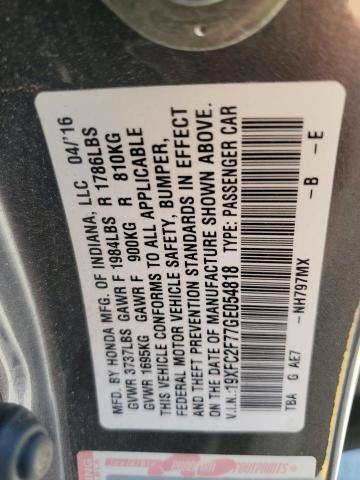 MFD. BY HONDA MFG. OF INDIANA, LLC 04/'16
GVWR 3737LBS GAWR F 1984LBS R 1786LBS
GVWR 1695KG GAWR F 900KG R 810KG
THIS VEHICLE CONFORMS TO ALL APPLICABLE
FEDERAL MOTOR VEHICLE SAFETY, BUMPER,
AND THEFT PREVENTION STANDARDS IN EFFECT
ON THE DATE OF MANUFACTURE SHOWN ABOVE.
V.I.N.:19XFC2F77GE054818 TYPE: PASSENGER CAR
-NH797MX -B -E
TBA G AE7
FOOTPRINTS